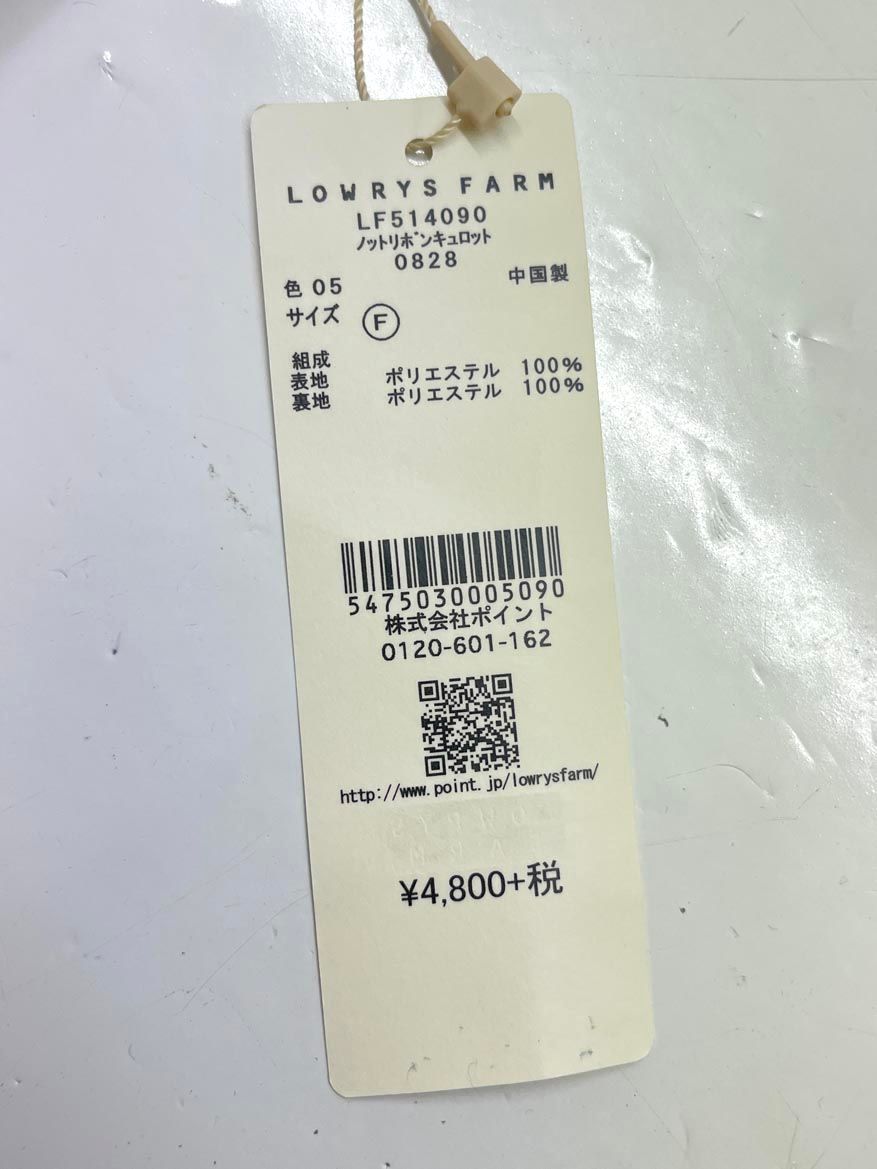 LOWRYS FARM
LF514090
ノットリボンキュロット
0828
色 05 中国製
サイズ Ⓕ
組成
表地 ポリエステル 100%
裏地 ポリエステル 100%
5475030005090
株式会社ポイント
0120-601-162
http://www.point.jp/lowrysfarm/
LOWRYS
FARM
¥4,800+税